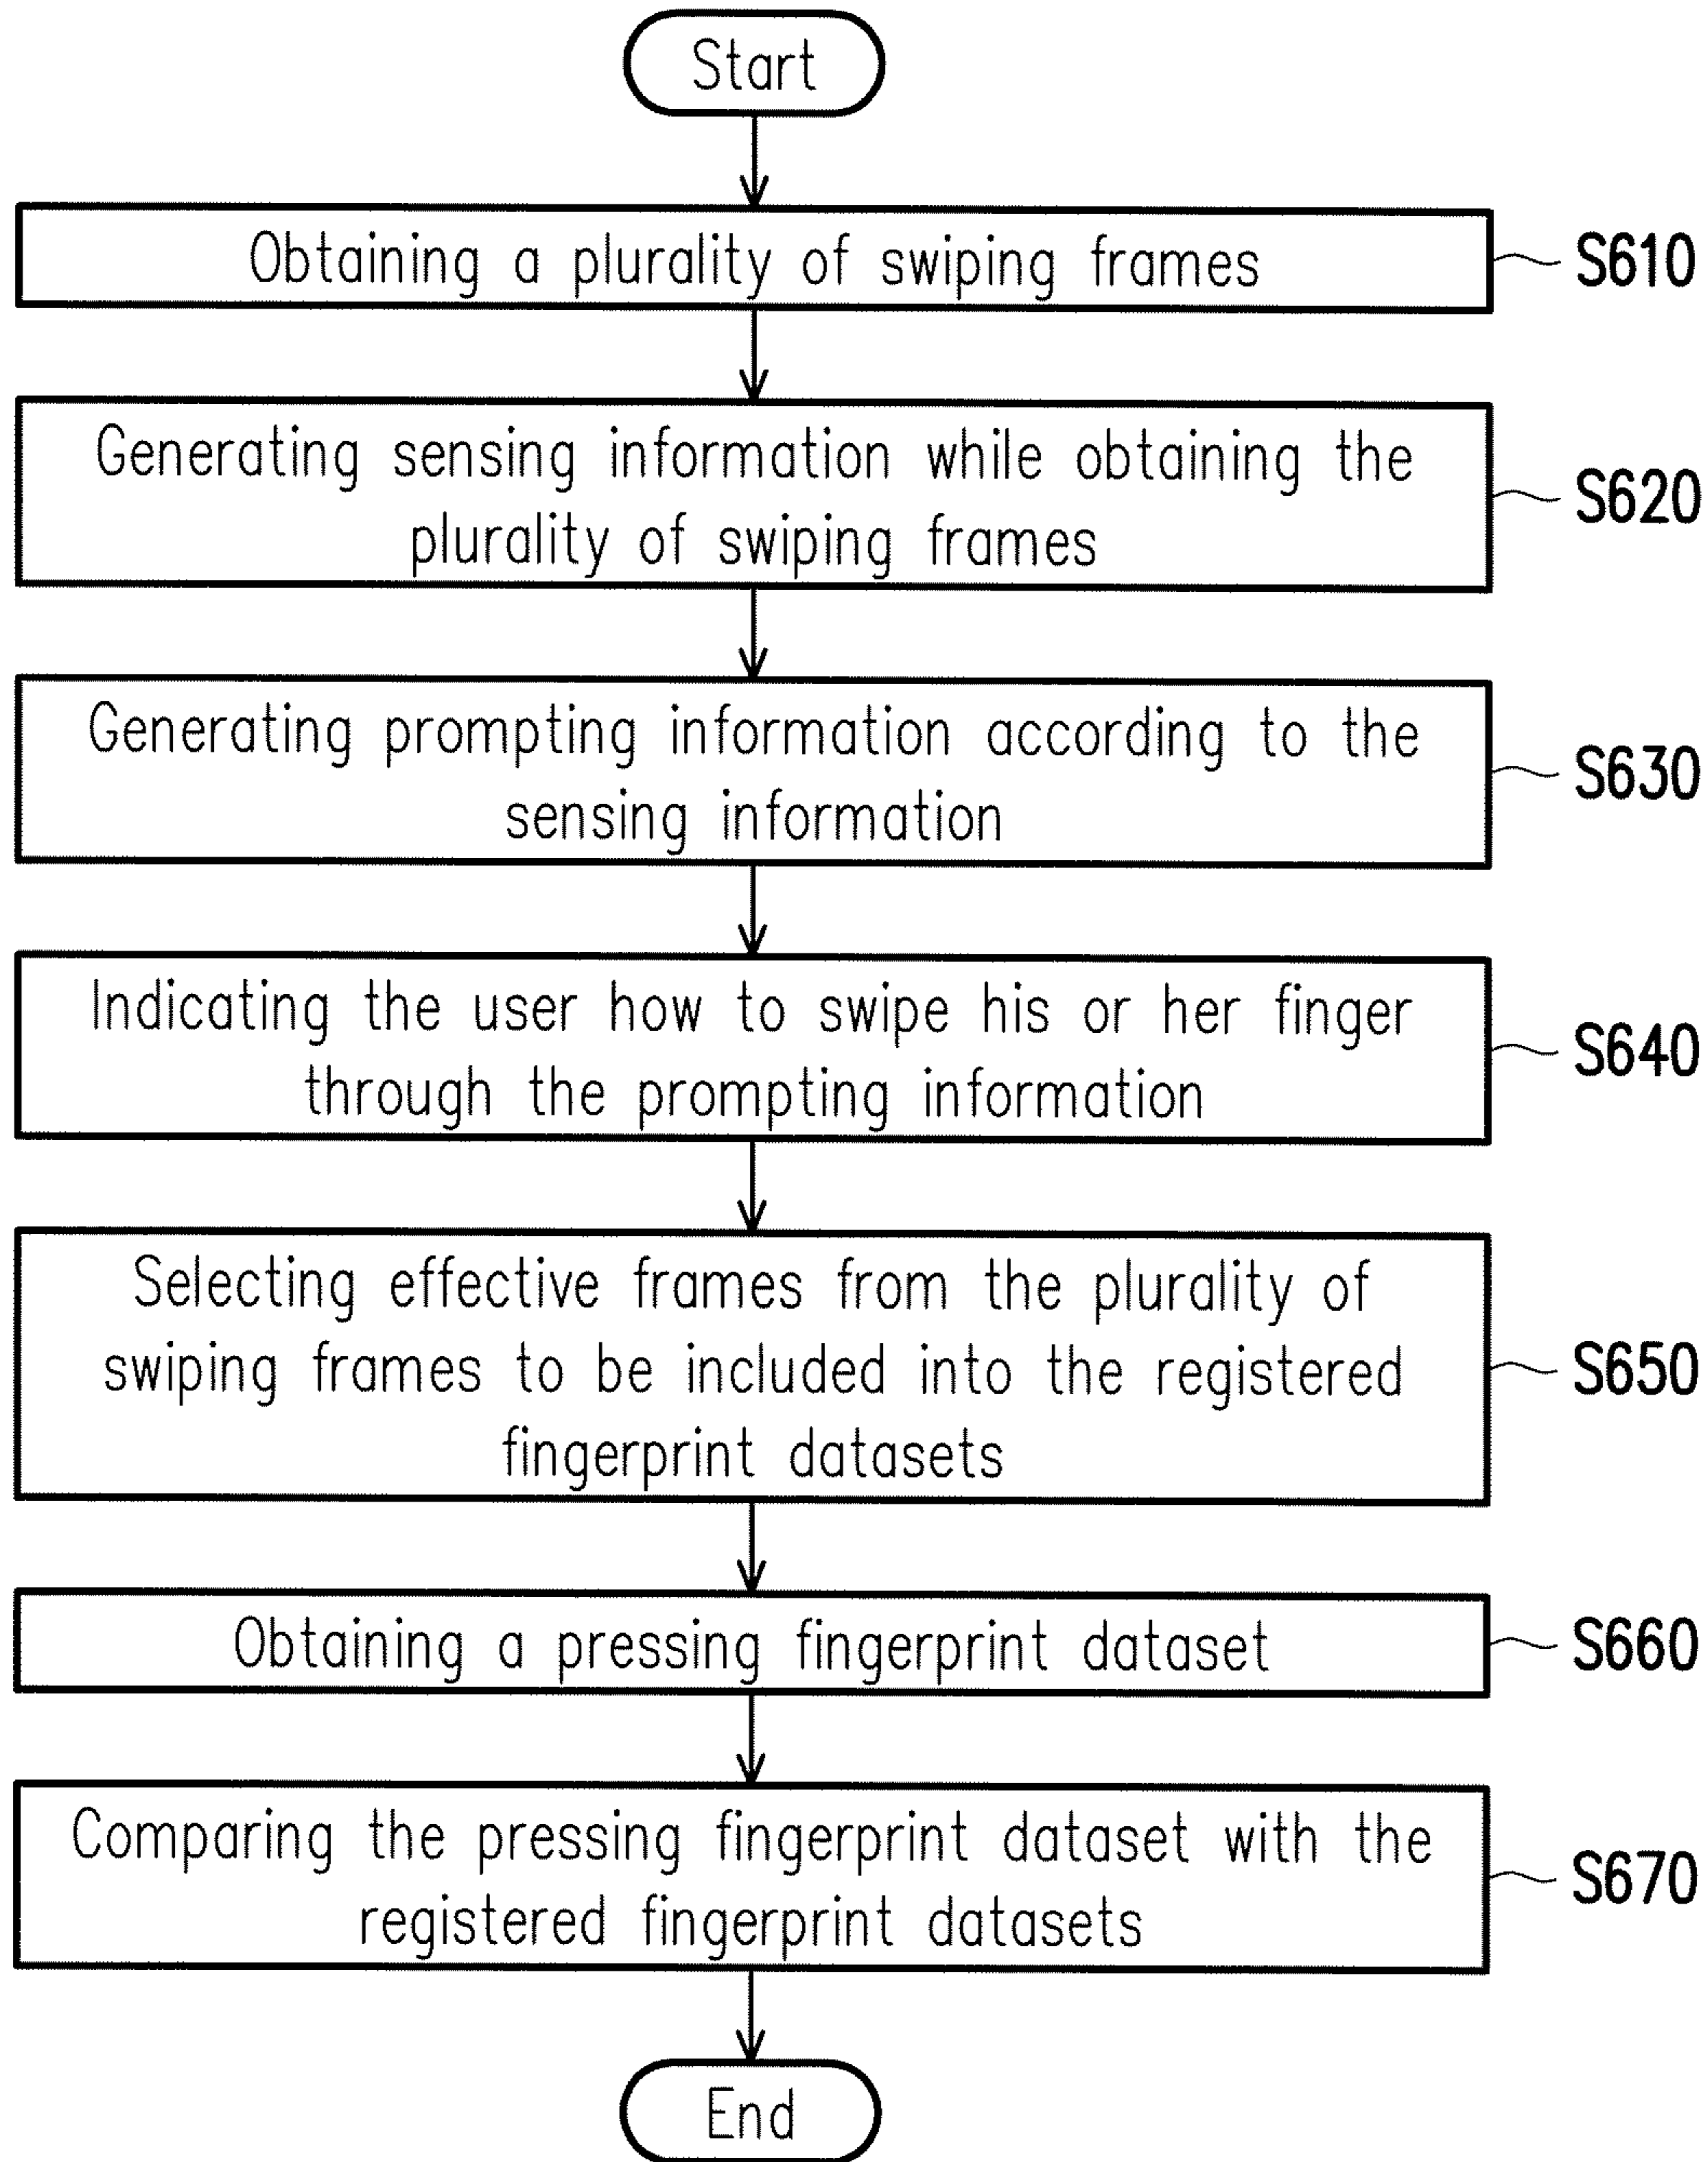 Start
Obtaining a plurality of swiping frames
S610
Generating sensing information while obtaining the
plurality of swiping frames
S620
Generating prompting information according to the
sensing information
S630
Indicating the user how to swipe his or her finger
through the prompting information
S640
Selecting effective frames from the plurality of
swiping frames to be included into the registered
fingerprint datasets
S650
Obtaining a pressing fingerprint dataset
S660
Comparing the pressing fingerprint dataset with the
registered fingerprint datasets
S670
End